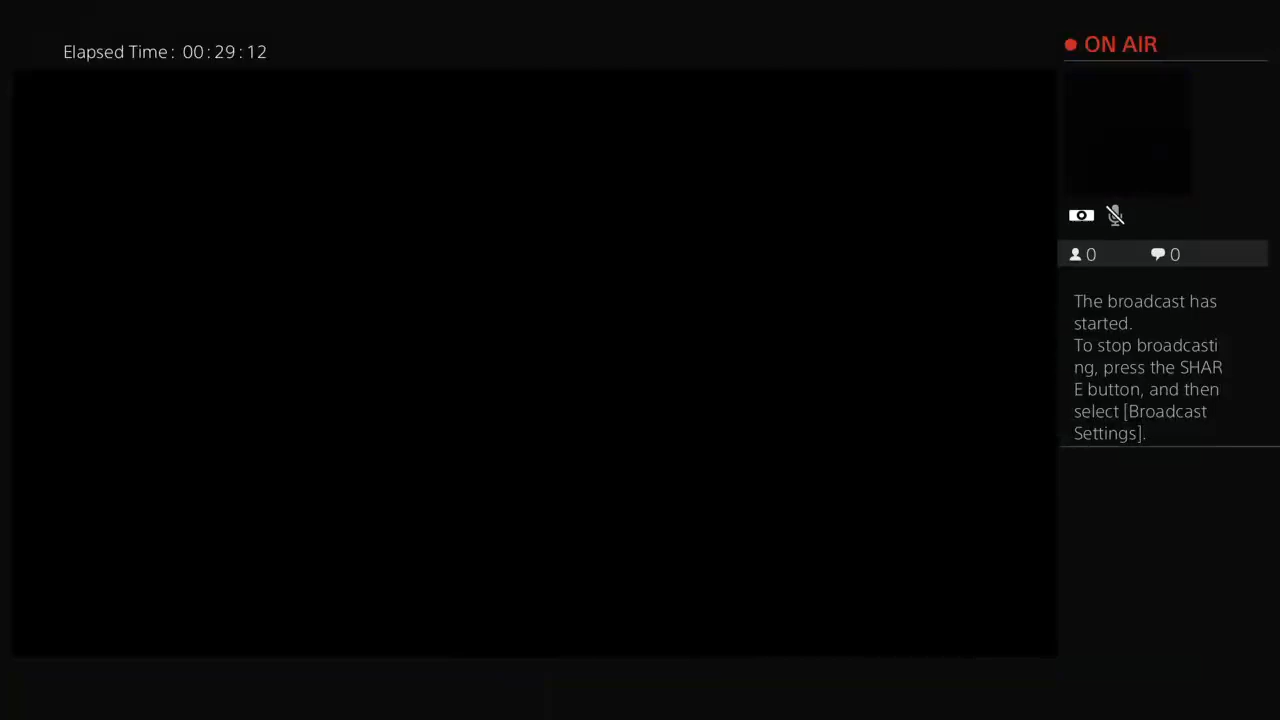 Elapsed Time: 00:29:12
ON AIR
0 0
The broadcast has
started.
To stop broadcasti
ng, press the SHAR
E button, and then
select [Broadcast
Settings].